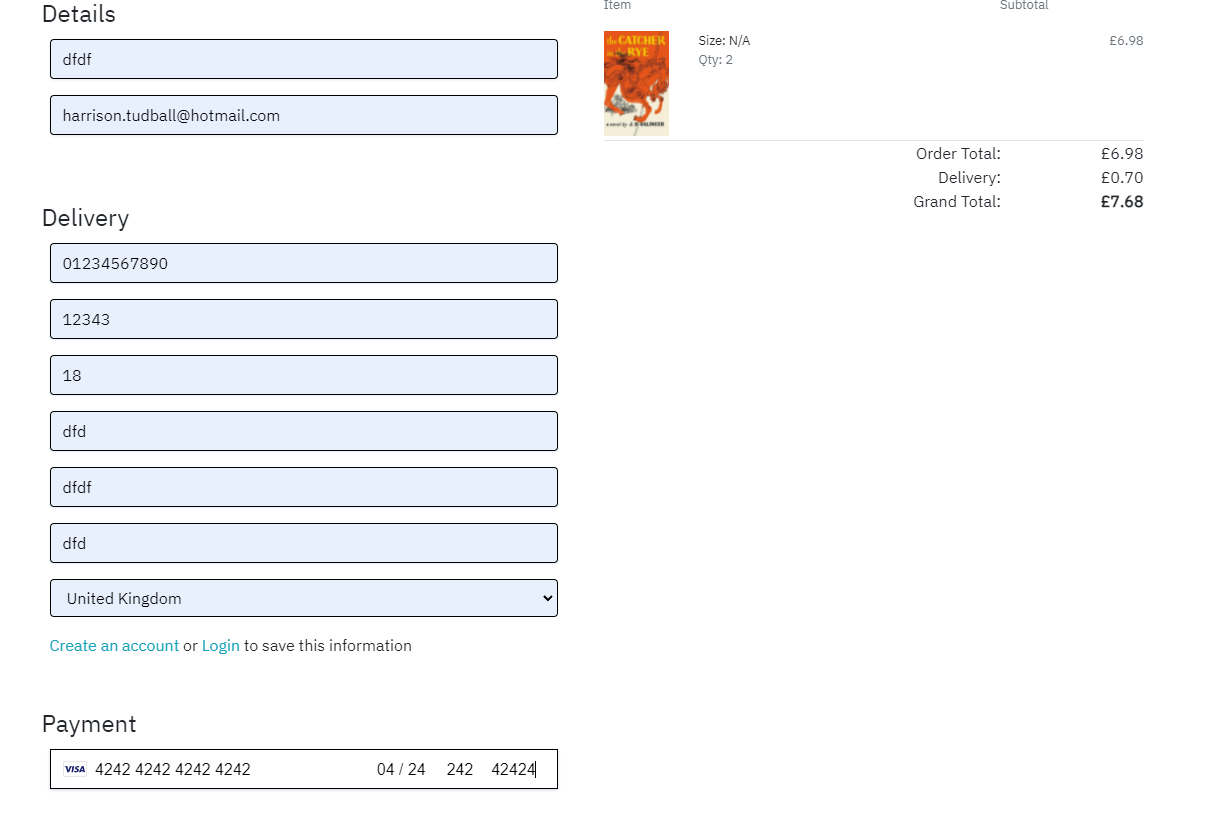 Details
dfdf
harrison.tudball@hotmail.com
Delivery
01234567890
12343
18
dfd
dfdf
dfd
United Kingdom
Create an account or Login to save this information
Payment
VISA 4242 4242 4242 4242 04 / 24 242 42424
Item Subtotal
the CATCHER
in the RYE
a novel by J. D. SALINGER
Size: N/A £6.98
Qty: 2
Order Total: £6.98
Delivery: £0.70
Grand Total: £7.68